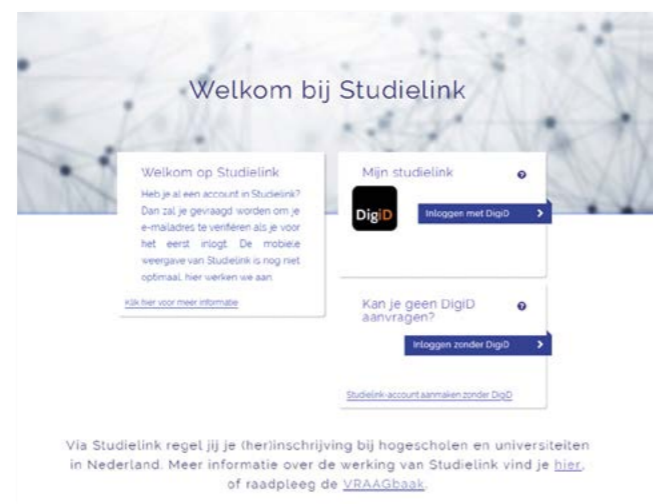 Welkom bij Studielink
Welkom op Studielink
Heb je al een account in Studielink?
Dan zal je gevraagd worden om je
e-mailadres te verifiëren als je voor
het eerst inlogt. De mobiele
weergave van Studielink is nog niet
optimaal, hier werken we aan.
Klik hier voor meer informatie
Mijn studielink
DigiD
Inloggen met DigiD
Kan je geen DigiD
aanvragen?
Inloggen zonder DigiD
Studielink-account aanmaken zonder DigiD
Via Studielink regel jij je (her)inschrijving bij hogescholen en universiteiten
in Nederland. Meer informatie over de werking van Studielink vind je hier,
of raadpleeg de VRAAGbaak.